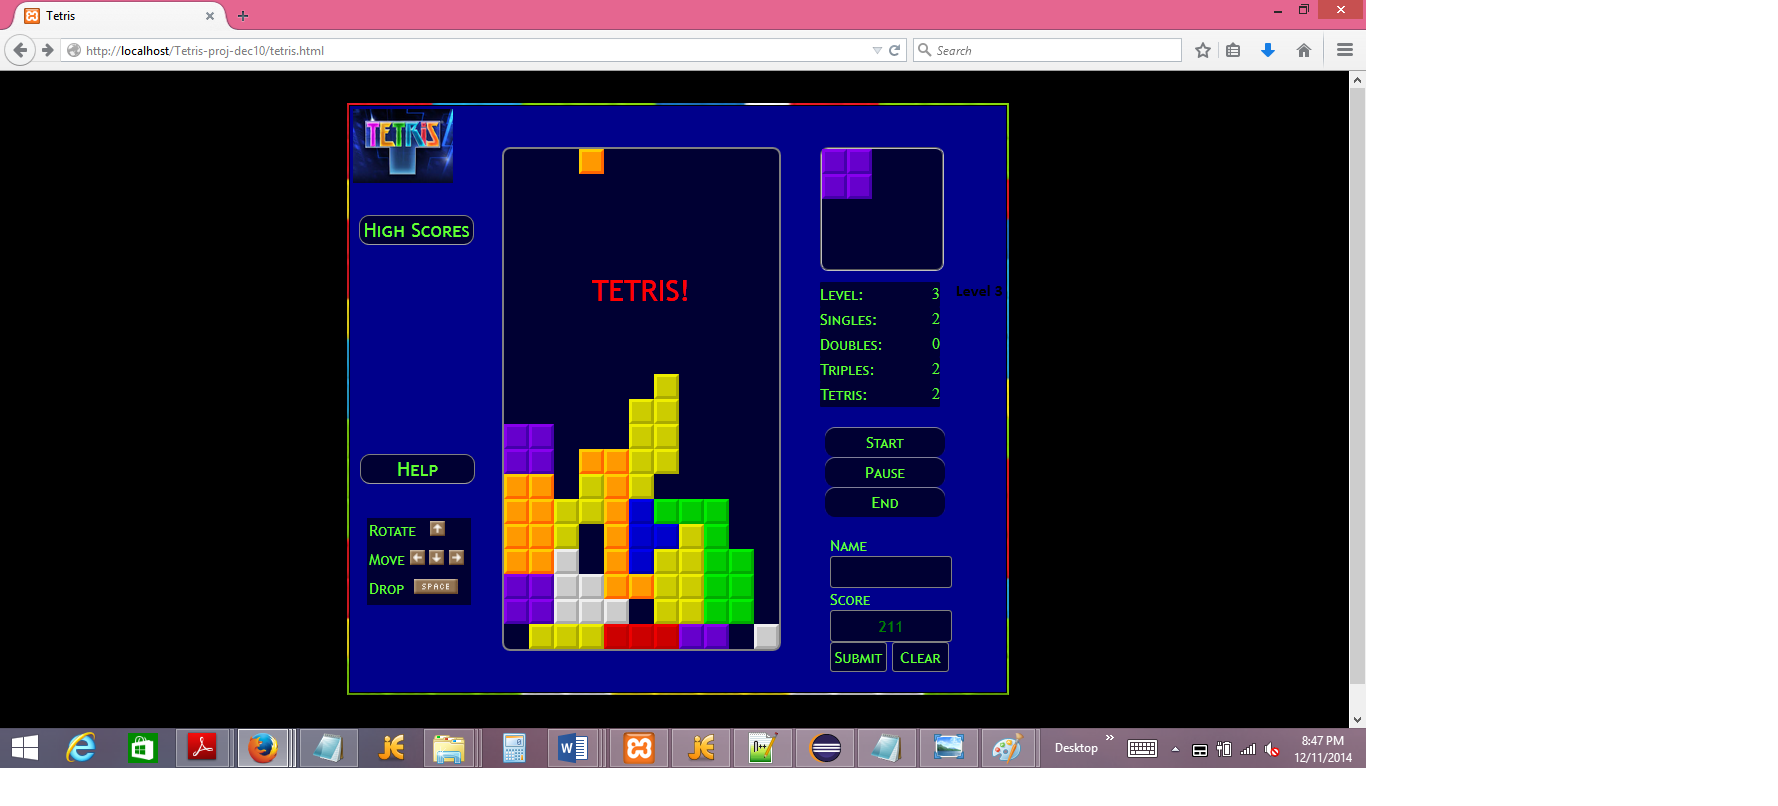 Tetris
http://localhost/Tetris-proj-dec10/tetris.html
Search
TETRIS
High Scores
TETRIS!
Level: 3
Level 3
Singles: 2
Doubles: 0
Triples: 2
Tetris: 2
Start
Pause
End
Help
Rotate
Move
Drop SPACE
Name
Score
211
Submit Clear
Desktop
8:47 PM
12/11/2014